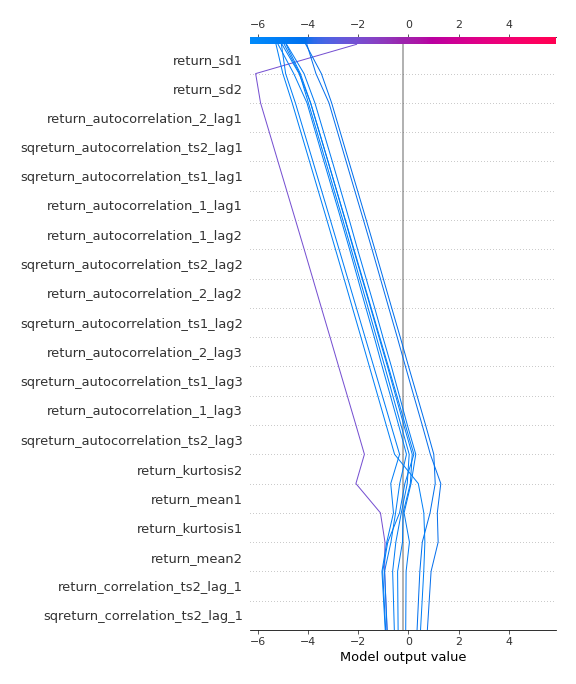 −6 −4 −2 0 2 4
return_sd1
return_sd2
return_autocorrelation_2_lag1
sqreturn_autocorrelation_ts2_lag1
sqreturn_autocorrelation_ts1_lag1
return_autocorrelation_1_lag1
return_autocorrelation_1_lag2
sqreturn_autocorrelation_ts2_lag2
return_autocorrelation_2_lag2
sqreturn_autocorrelation_ts1_lag2
return_autocorrelation_2_lag3
sqreturn_autocorrelation_ts1_lag3
return_autocorrelation_1_lag3
sqreturn_autocorrelation_ts2_lag3
return_kurtosis2
return_mean1
return_kurtosis1
return_mean2
return_correlation_ts2_lag_1
sqreturn_correlation_ts2_lag_1
−6 −4 −2 0 2 4
Model output value